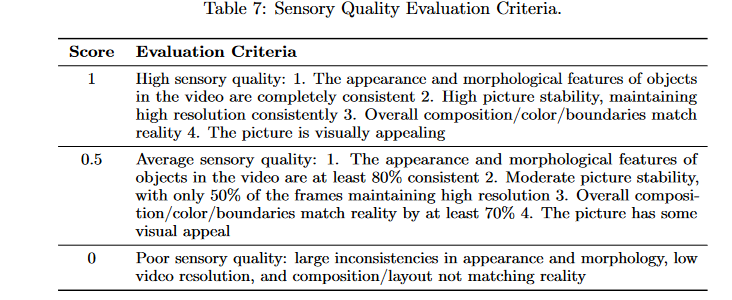 Table 7: Sensory Quality Evaluation Criteria.
Score Evaluation Criteria
1 High sensory quality: 1. The appearance and morphological features of objects
in the video are completely consistent 2. High picture stability, maintaining
high resolution consistently 3. Overall composition/color/boundaries match
reality 4. The picture is visually appealing
0.5 Average sensory quality: 1. The appearance and morphological features of
objects in the video are at least 80% consistent 2. Moderate picture stability,
with only 50% of the frames maintaining high resolution 3. Overall composi-
tion/color/boundaries match reality by at least 70% 4. The picture has some
visual appeal
0 Poor sensory quality: large inconsistencies in appearance and morphology, low
video resolution, and composition/layout not matching reality